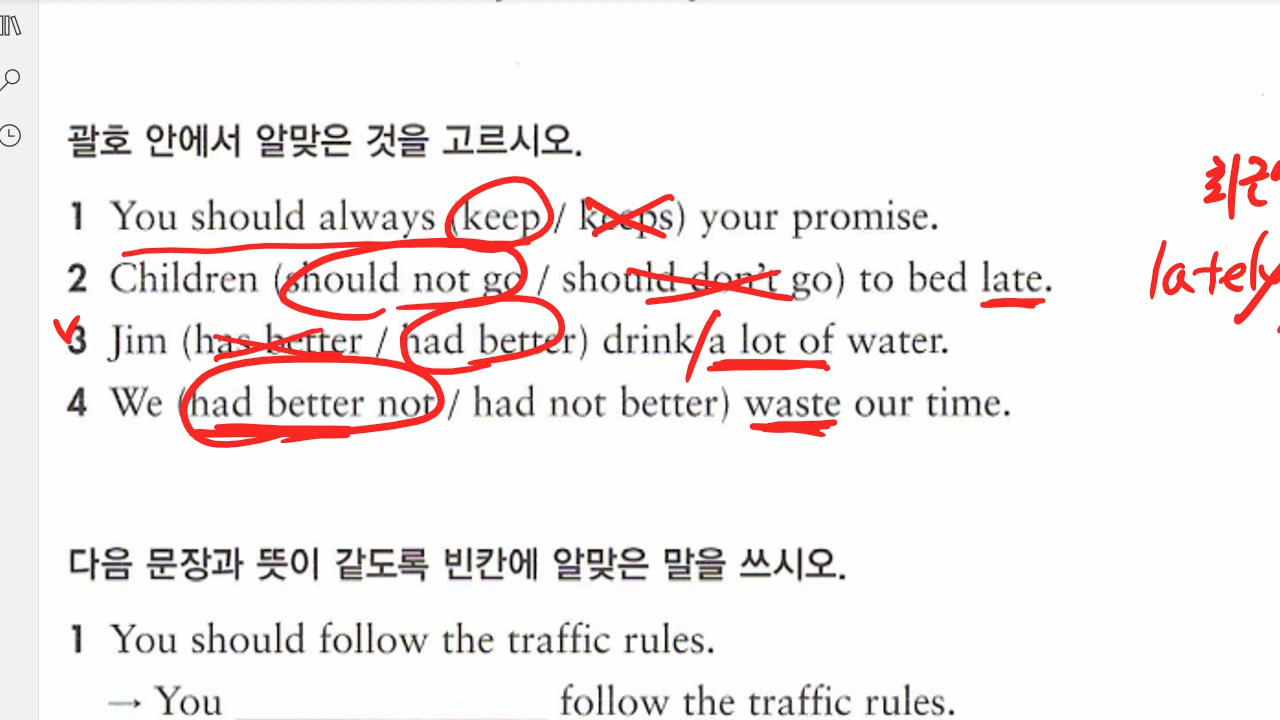 괄호 안에서 알맞은 것을 고르시오.
1 You should always (keep / keeps) your promise.
2 Children (should not go / should don't go) to bed late.
3 Jim (has better / had better) drink a lot of water.
4 We (had better not / had not better) waste our time.
최근
lately
다음 문장과 뜻이 같도록 빈칸에 알맞은 말을 쓰시오.
1 You should follow the traffic rules.
→ You ____________ follow the traffic rules.